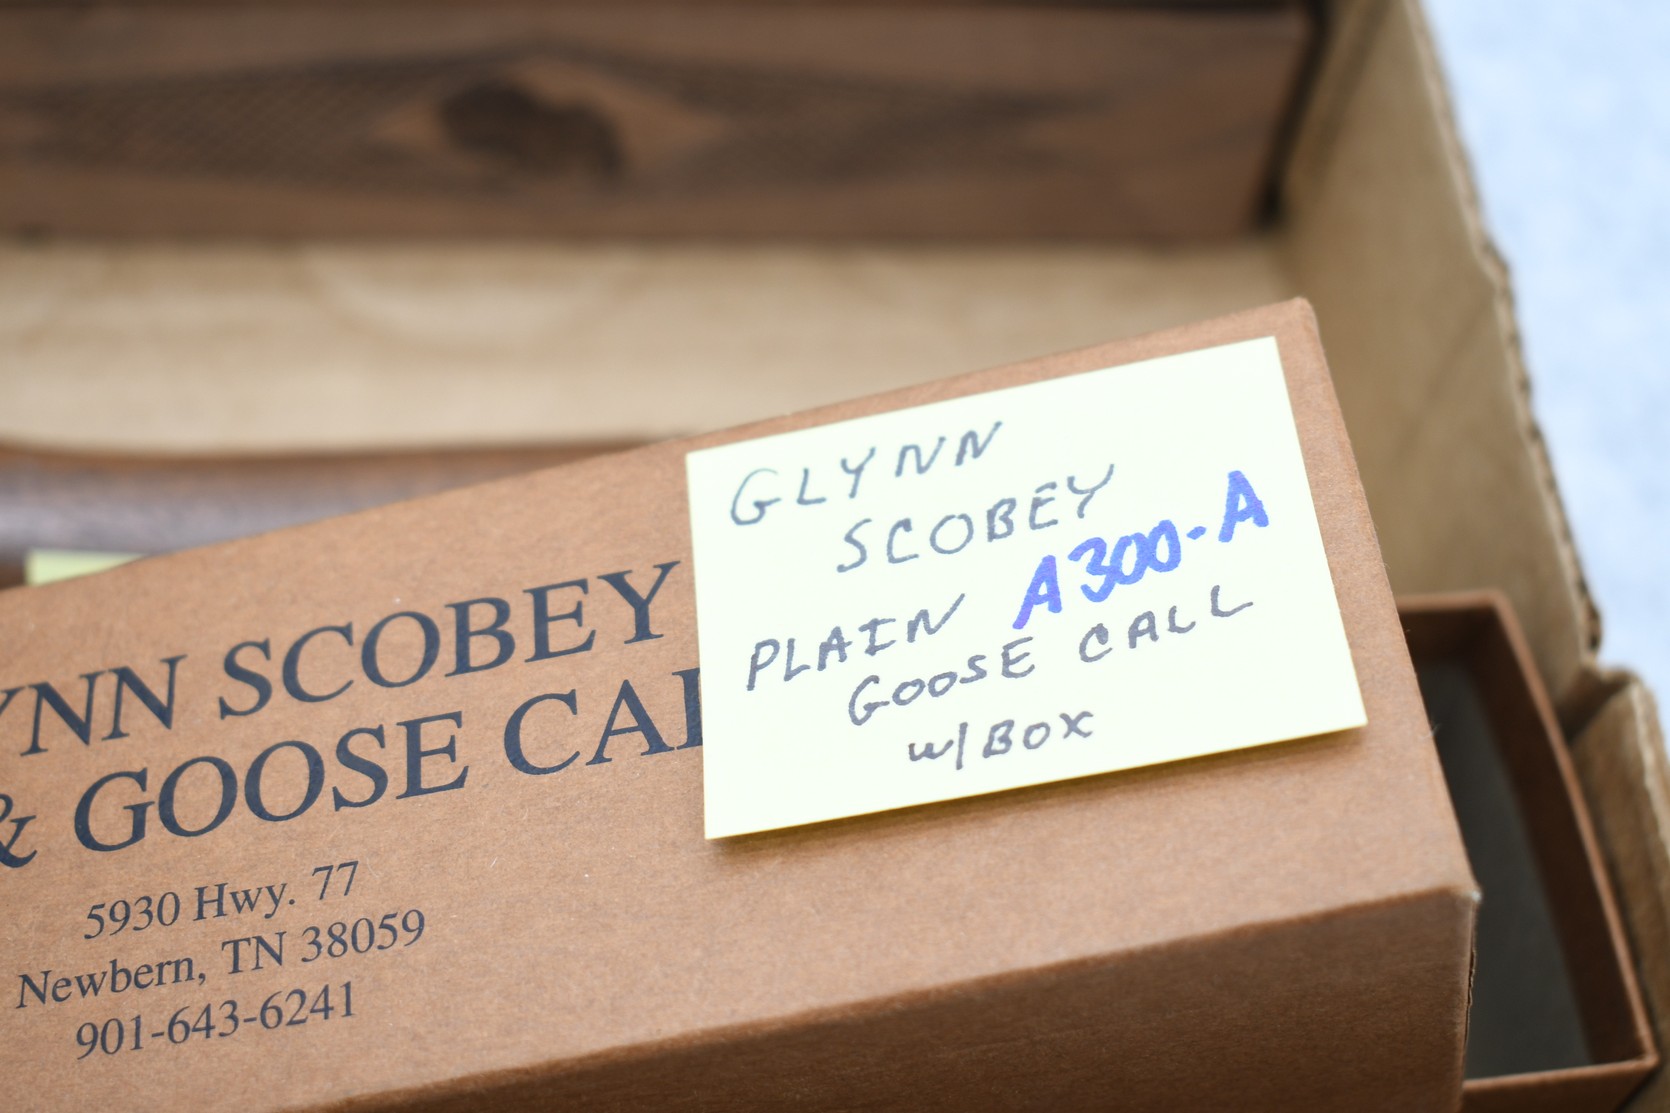 YNN SCOBEY
& GOOSE CAL
5930 Hwy. 77
Newbern, TN 38059
901-643-6241
GLYNN
SCOBEY
PLAIN A300-A
GOOSE CALL
w/BOX